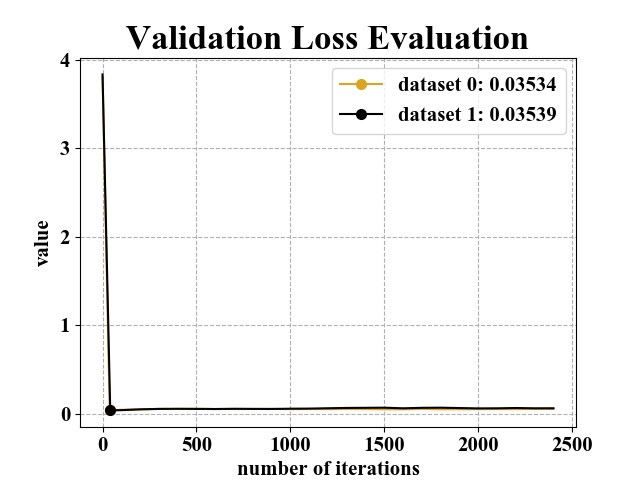 Validation Loss Evaluation
4
3
2
1
0
value
dataset 0: 0.03534
dataset 1: 0.03539
0 500 1000 1500 2000 2500
number of iterations